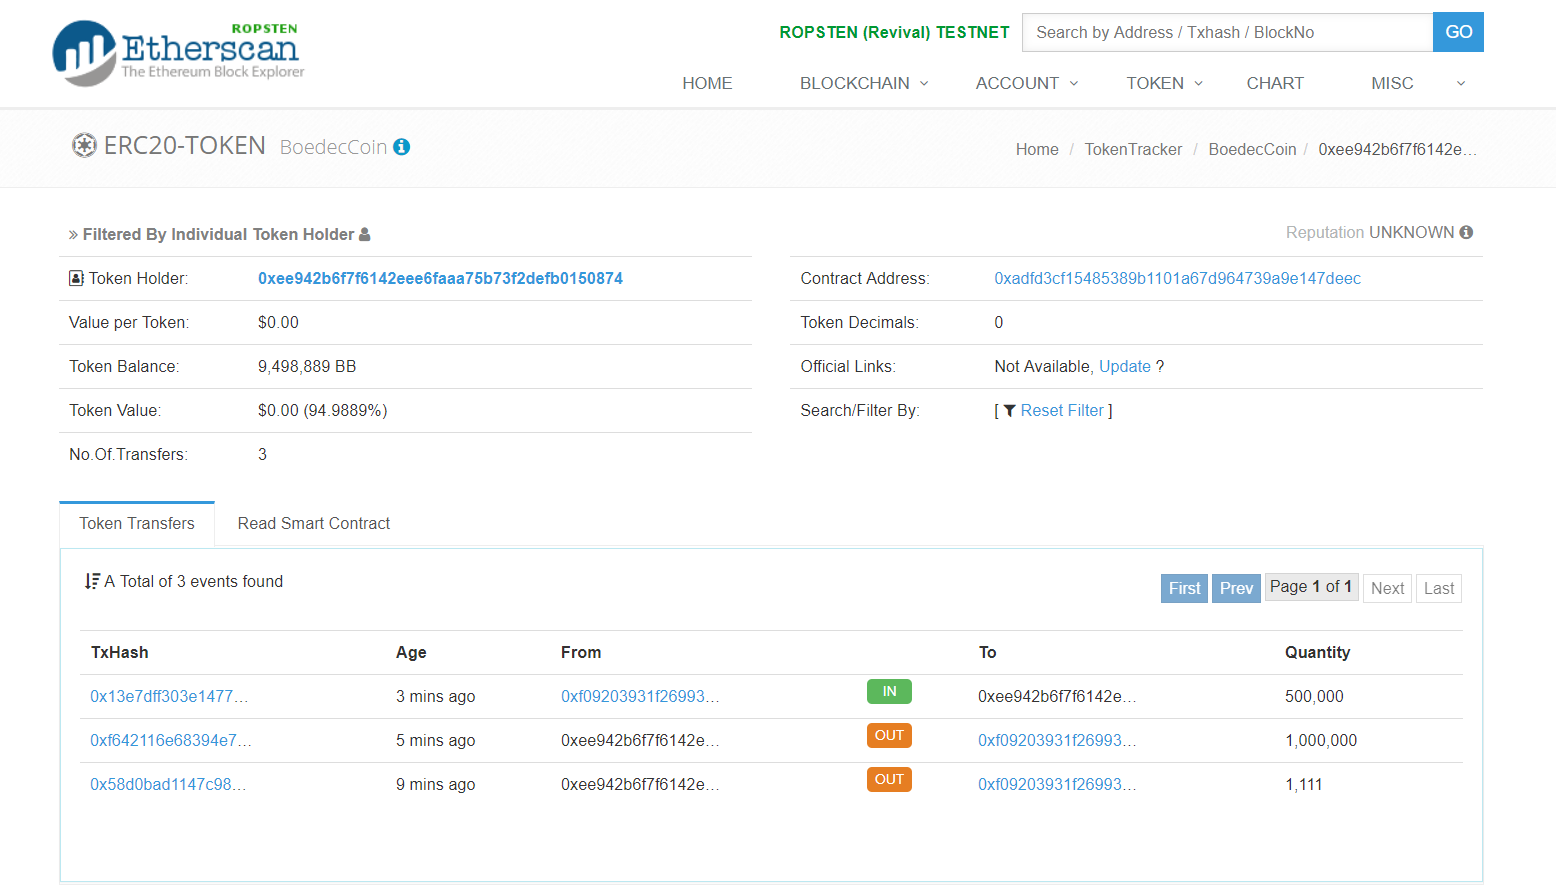 ROPSTEN
Etherscan
The Ethereum Block Explorer
ROPSTEN (Revival) TESTNET
Search by Address / Txhash / BlockNo
GO
HOME BLOCKCHAIN ACCOUNT TOKEN CHART MISC
ERC20-TOKEN BoedecCoin
Home / TokenTracker / BoedecCoin / 0xee942b6f7f6142e...
» Filtered By Individual Token Holder
Reputation UNKNOWN
Token Holder: 0xee942b6f7f6142eee6faaa75b73f2defb0150874
Value per Token: $0.00
Token Balance: 9,498,889 BB
Token Value: $0.00 (94.9889%)
No.Of.Transfers: 3
Contract Address: 0xadfd3cf15485389b1101a67d964739a9e147deec
Token Decimals: 0
Official Links: Not Available, Update ?
Search/Filter By: [ Reset Filter ]
Token Transfers Read Smart Contract
A Total of 3 events found
First Prev Page 1 of 1 Next Last
TxHash Age From To Quantity
0x13e7dff303e1477... 3 mins ago 0xf09203931f26993... IN 0xee942b6f7f6142e... 500,000
0xf642116e68394e7... 5 mins ago 0xee942b6f7f6142e... OUT 0xf09203931f26993... 1,000,000
0x58d0bad1147c98... 9 mins ago 0xee942b6f7f6142e... OUT 0xf09203931f26993... 1,111